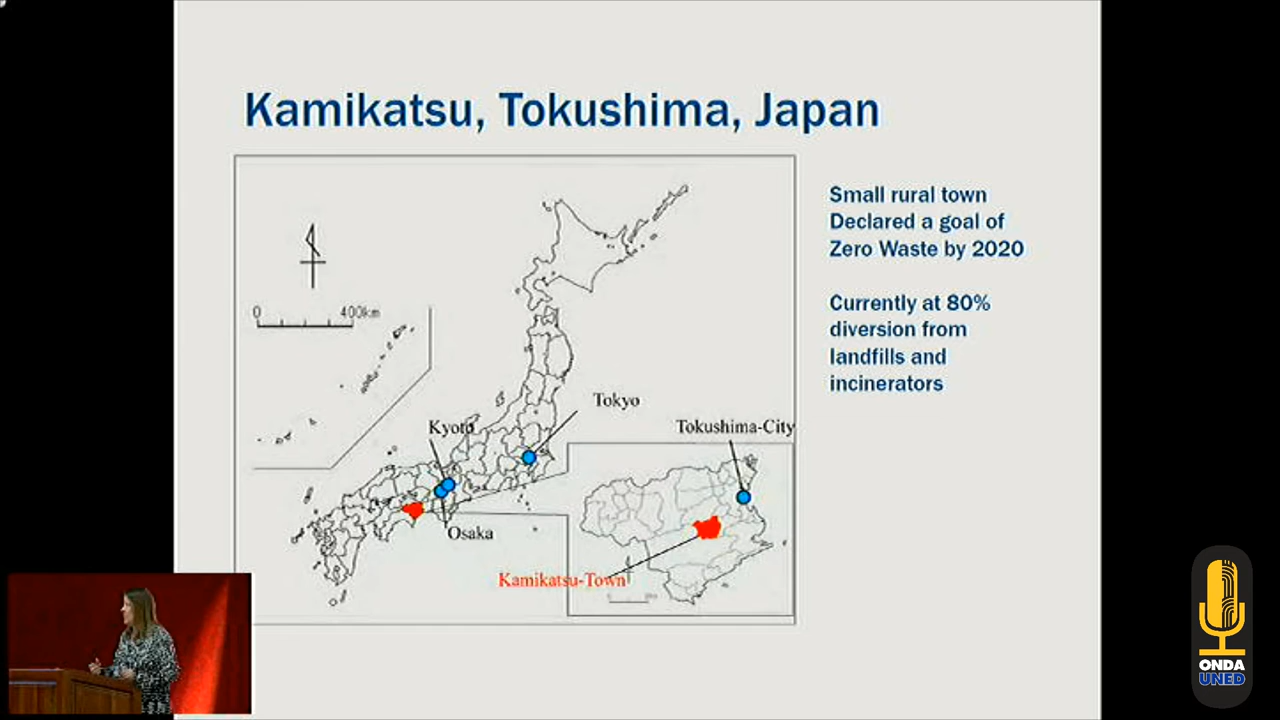 Kamikatsu, Tokushima, Japan
Small rural town
Declared a goal of
Zero Waste by 2020
Currently at 80%
diversion from
landfills and
incinerators
0
400km
Tokyo
Kyoto
Tokushima-City
Osaka
Kamikatsu-Town
ONDA
UNED